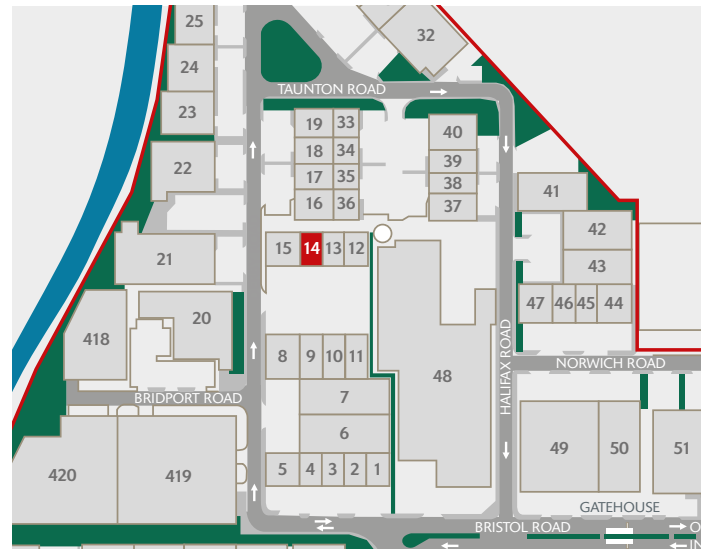 25
32
24
TAUNTON ROAD
23
19 33
40
18 34
39
22
17 35
38
41
16 36
37
42
15 14 13 12
21
43
47 46 45 44
20
418
8 9 10 11
HALIFAX ROAD
NORWICH ROAD
48
7
BRIDPORT ROAD
6
49 50 51
5 4 3 2 1
420 419
GATEHOUSE
BRISTOL ROAD